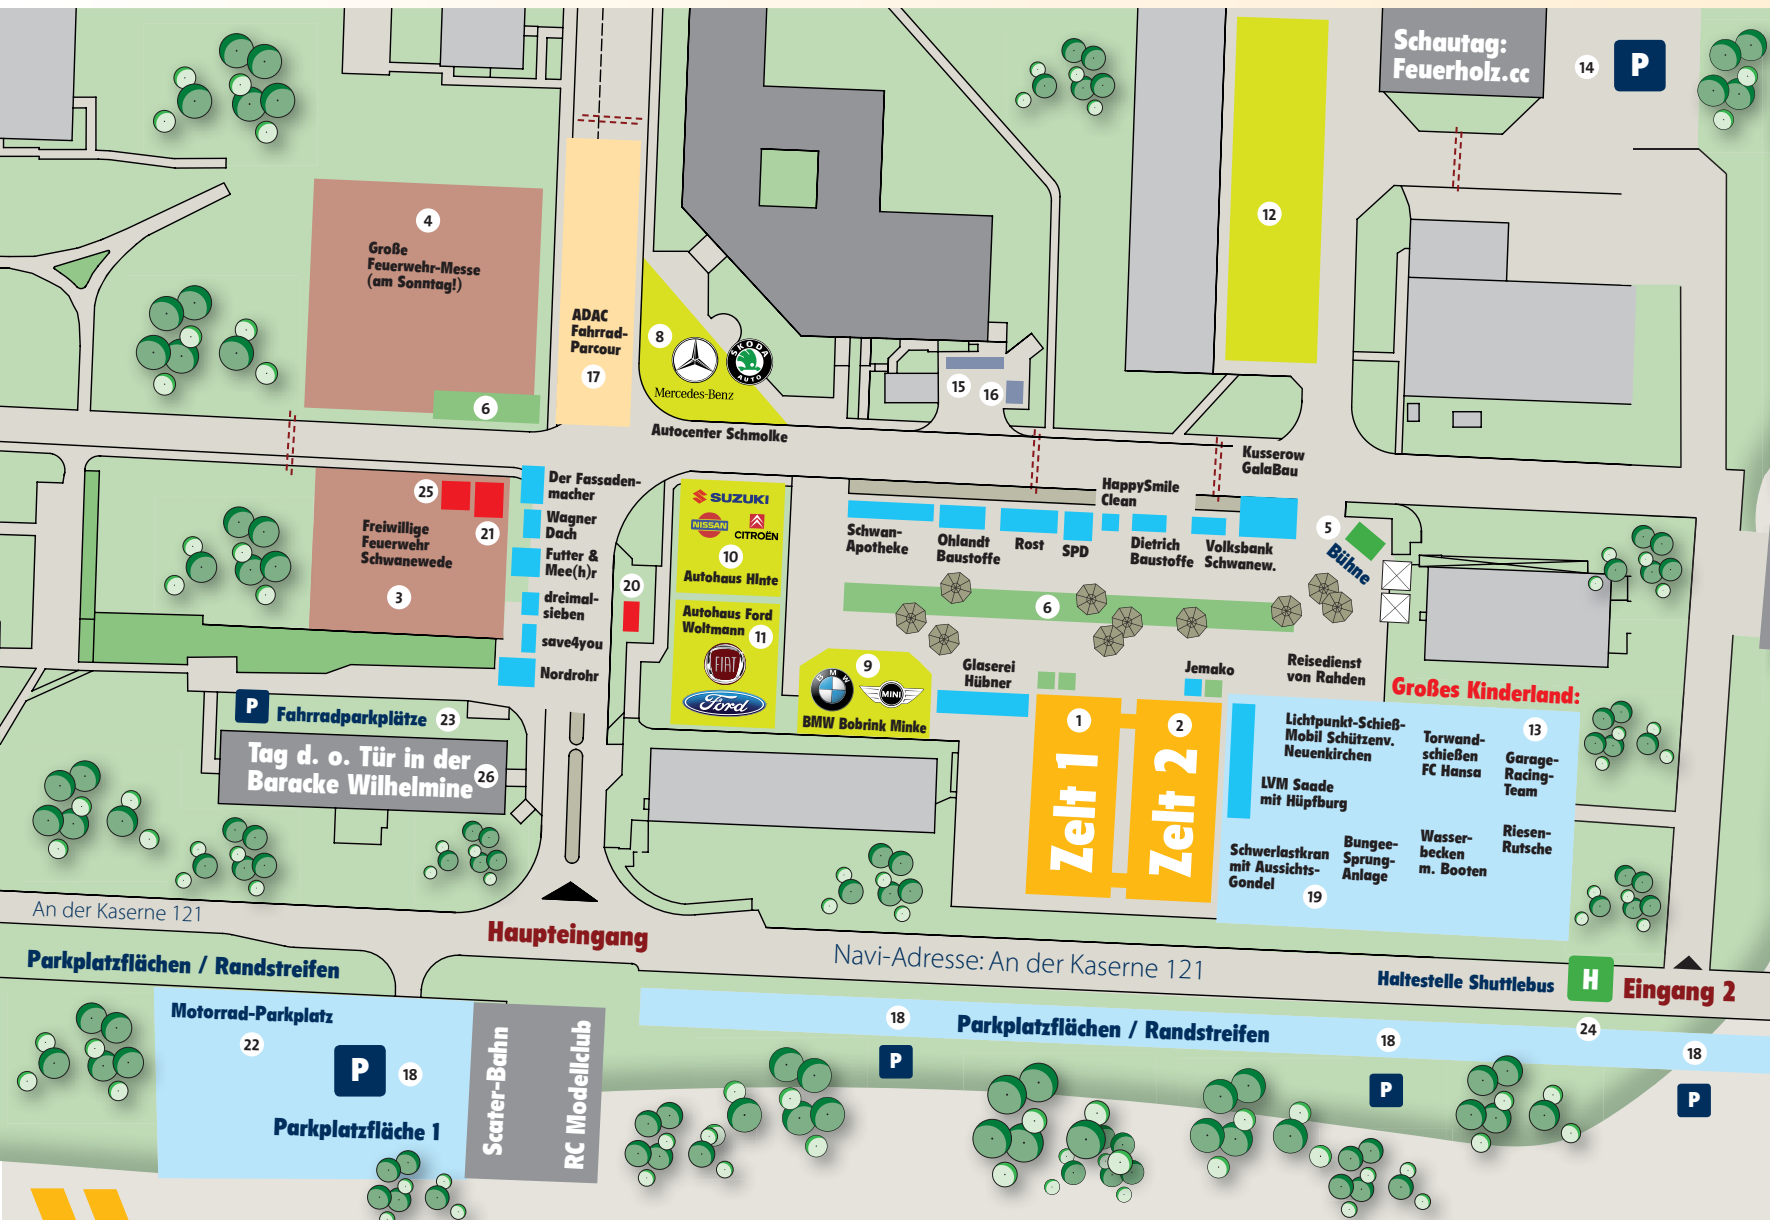 Schautag:
Feuerholz.cc
14
P
4
Große
Feuerwehr-Messe
(am Sonntag!)
12
ADAC
Fahrrad-
Parcour
17
8
Mercedes-Benz
ŠKODA
AUTO
Autocenter Schmolke
15
16
6
25
21
Freiwillige
Feuerwehr
Schwanewede
3
Der Fassaden-
macher
Wagner
Dach
Futter &
Mee(h)r
dreimal-
sieben
save4you
Nordrohr
20
SUZUKI
NISSAN
CITROËN
10
Autohaus HInte
Autohaus Ford
Woltmann
11
FIAT
Ford
9
BMW
MINI
BMW Bobrink Minke
Schwan-
Apotheke
Ohlandt
Baustoffe
Rost
SPD
HappySmile
Clean
Dietrich
Baustoffe
Volksbank
Schwanew.
Kusserow
GalaBau
5
Bühne
6
Glaserei
Hübner
Jemako
Reisedienst
von Rahden
1
Zelt 1
2
Zelt 2
Großes Kinderland:
13
Lichtpunkt-Schieß-
Mobil Schützenv.
Neuenkirchen
Torwand-
schießen
FC Hansa
Garage-
Racing-
Team
LVM Saade
mit Hüpfburg
Schwerlastkran
mit Aussichts-
Gondel
19
Bungee-
Sprung-
Anlage
Wasser-
becken
m. Booten
Riesen-
Rutsche
P
Fahrradparkplätze
23
Tag d. o. Tür in der
Baracke Wilhelmine
26
An der Kaserne 121
Haupteingang
Navi-Adresse: An der Kaserne 121
Haltestelle Shuttlebus
H
Eingang 2
24
Parkplatzflächen / Randstreifen
Motorrad-Parkplatz
22
P
18
Parkplatzfläche 1
Scater-Bahn
RC Modellclub
18
P
Parkplatzflächen / Randstreifen
18
P
18
P